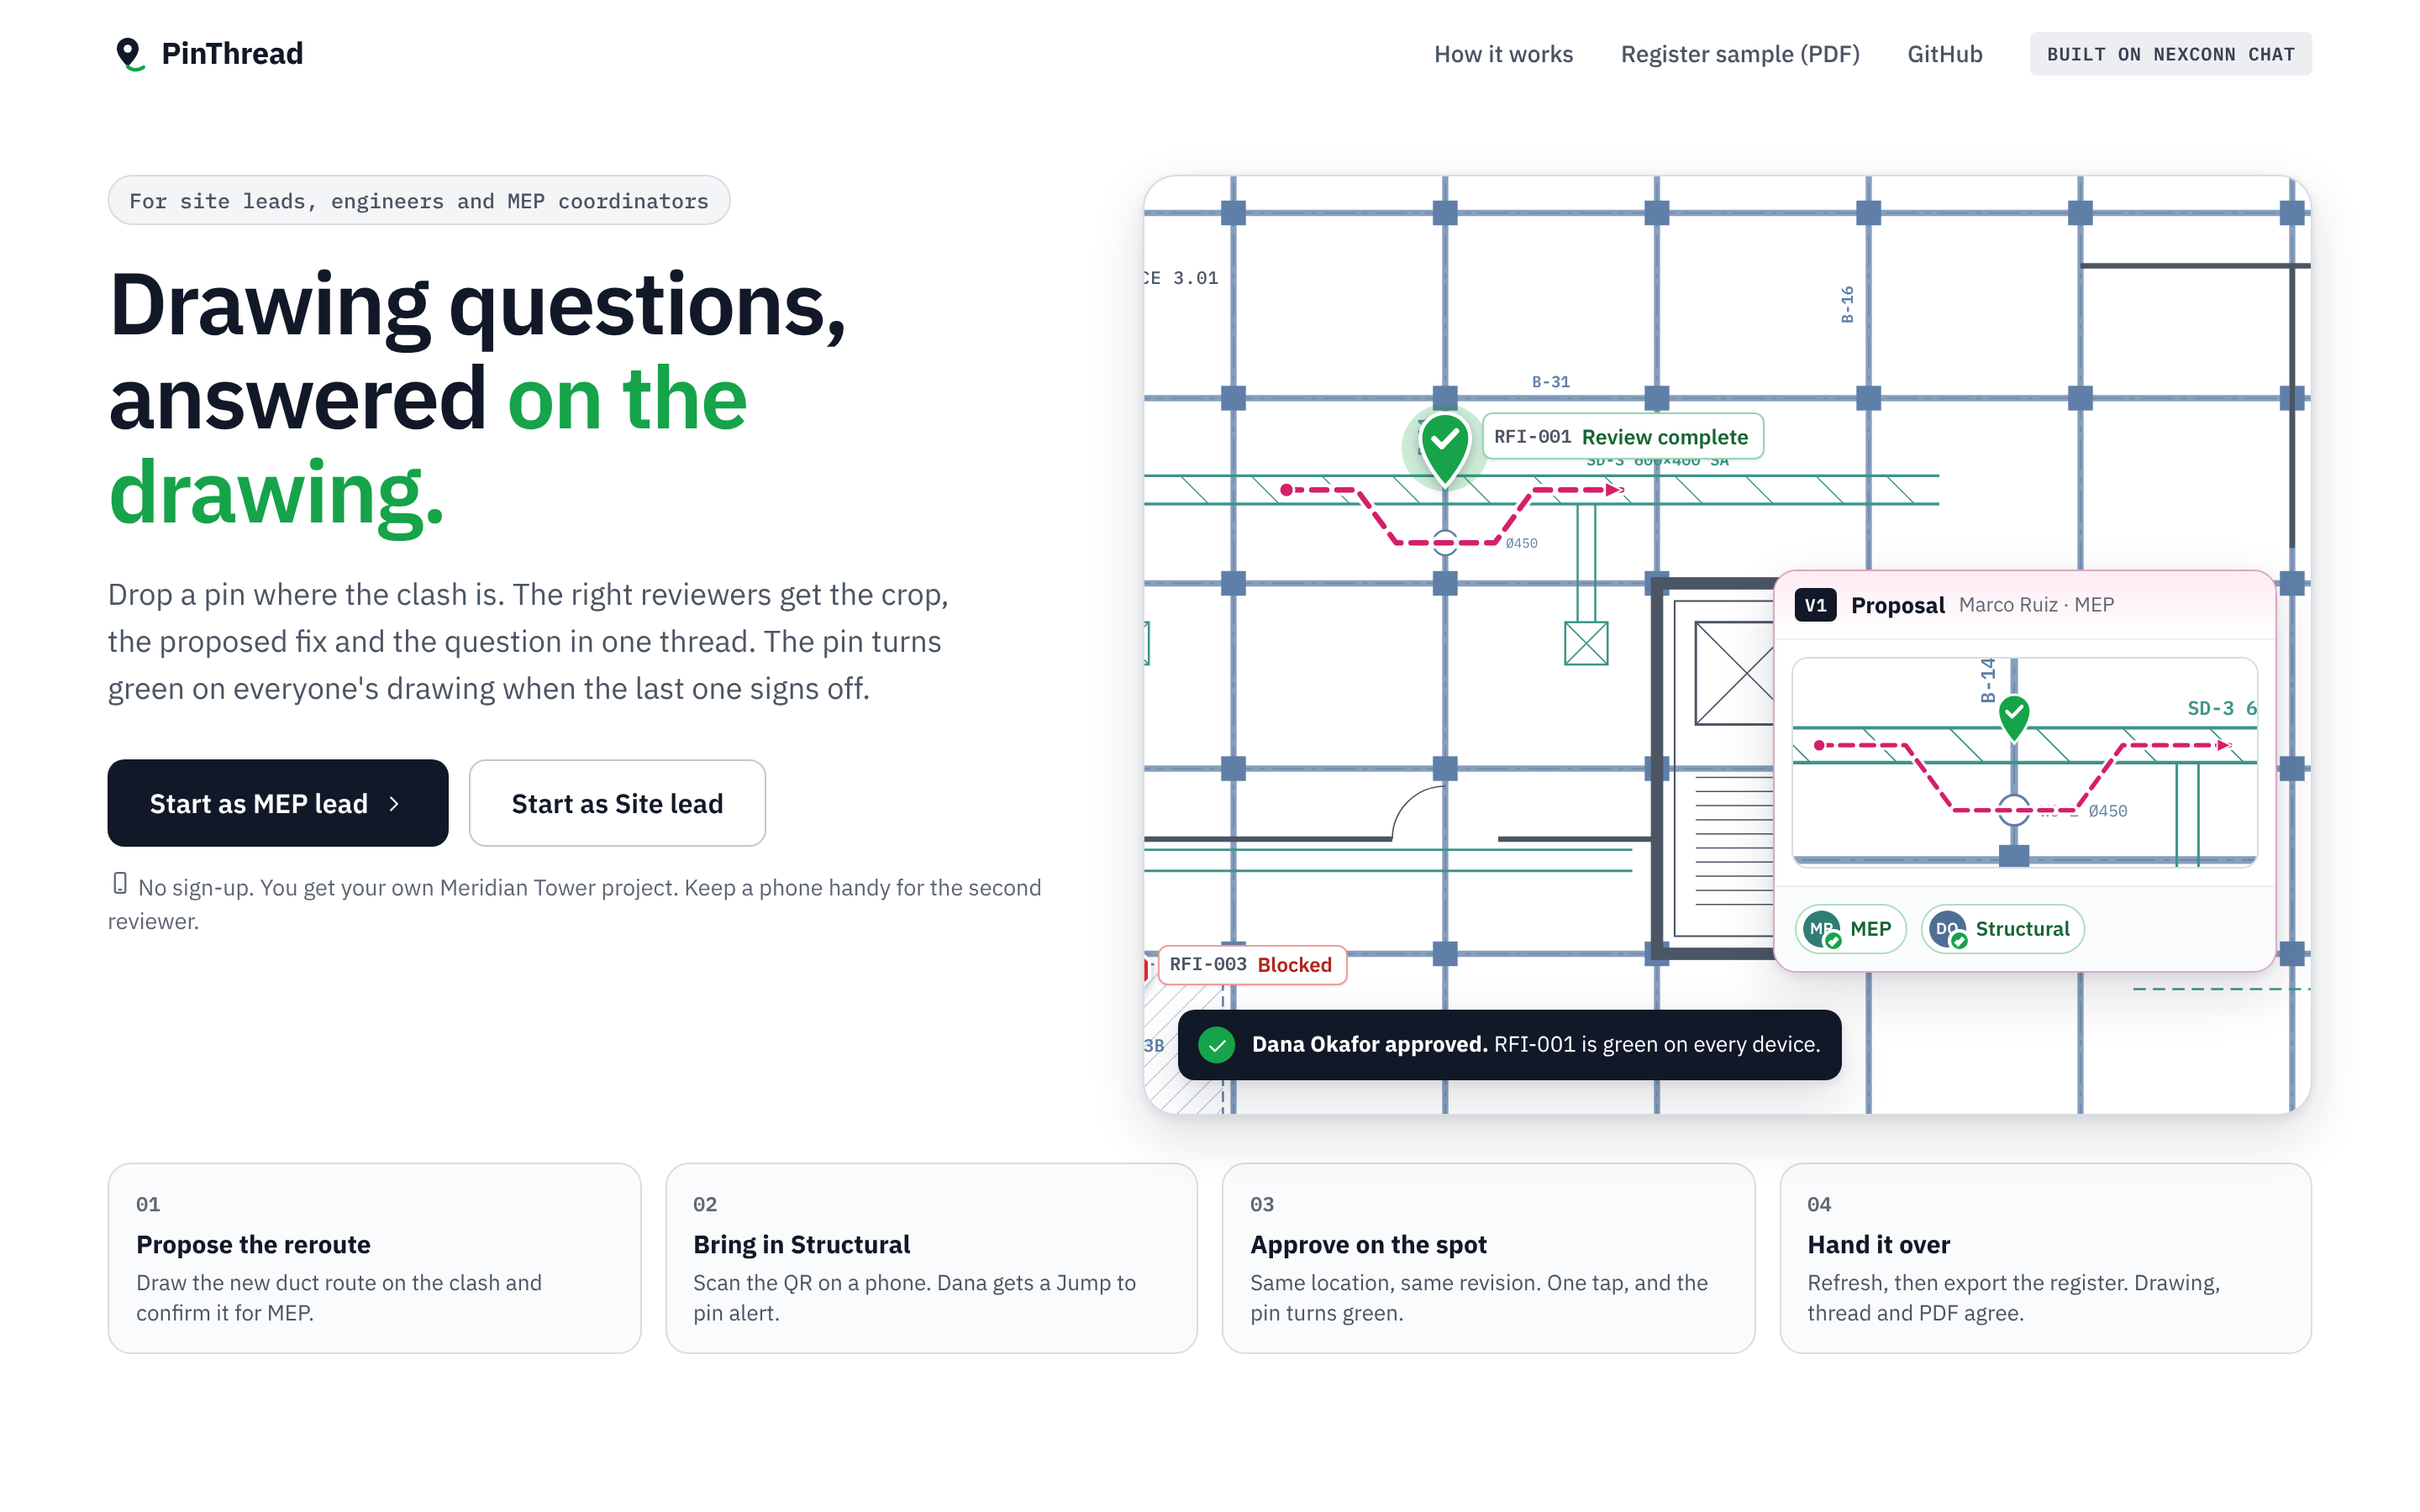 PinThread
How it works
Register sample (PDF)
GitHub
BUILT ON NEXCONN CHAT
For site leads, engineers and MEP coordinators
Drawing questions,
answered on the
drawing.
Drop a pin where the clash is. The right reviewers get the crop,
the proposed fix and the question in one thread. The pin turns
green on everyone's drawing when the last one signs off.
Start as MEP lead
Start as Site lead
No sign-up. You get your own Meridian Tower project. Keep a phone handy for the second
reviewer.
3.01
B-16
B-31
RFI-001 Review complete
SD-3 600×400 SA
Ø450
V1 Proposal Marco Ruiz · MEP
B-14
SD-3 6
Ø450
MEP
Structural
RFI-003 Blocked
3B
Dana Okafor approved. RFI-001 is green on every device.
01
Propose the reroute
Draw the new duct route on the clash and
confirm it for MEP.
02
Bring in Structural
Scan the QR on a phone. Dana gets a Jump to
pin alert.
03
Approve on the spot
Same location, same revision. One tap, and the
pin turns green.
04
Hand it over
Refresh, then export the register. Drawing,
thread and PDF agree.